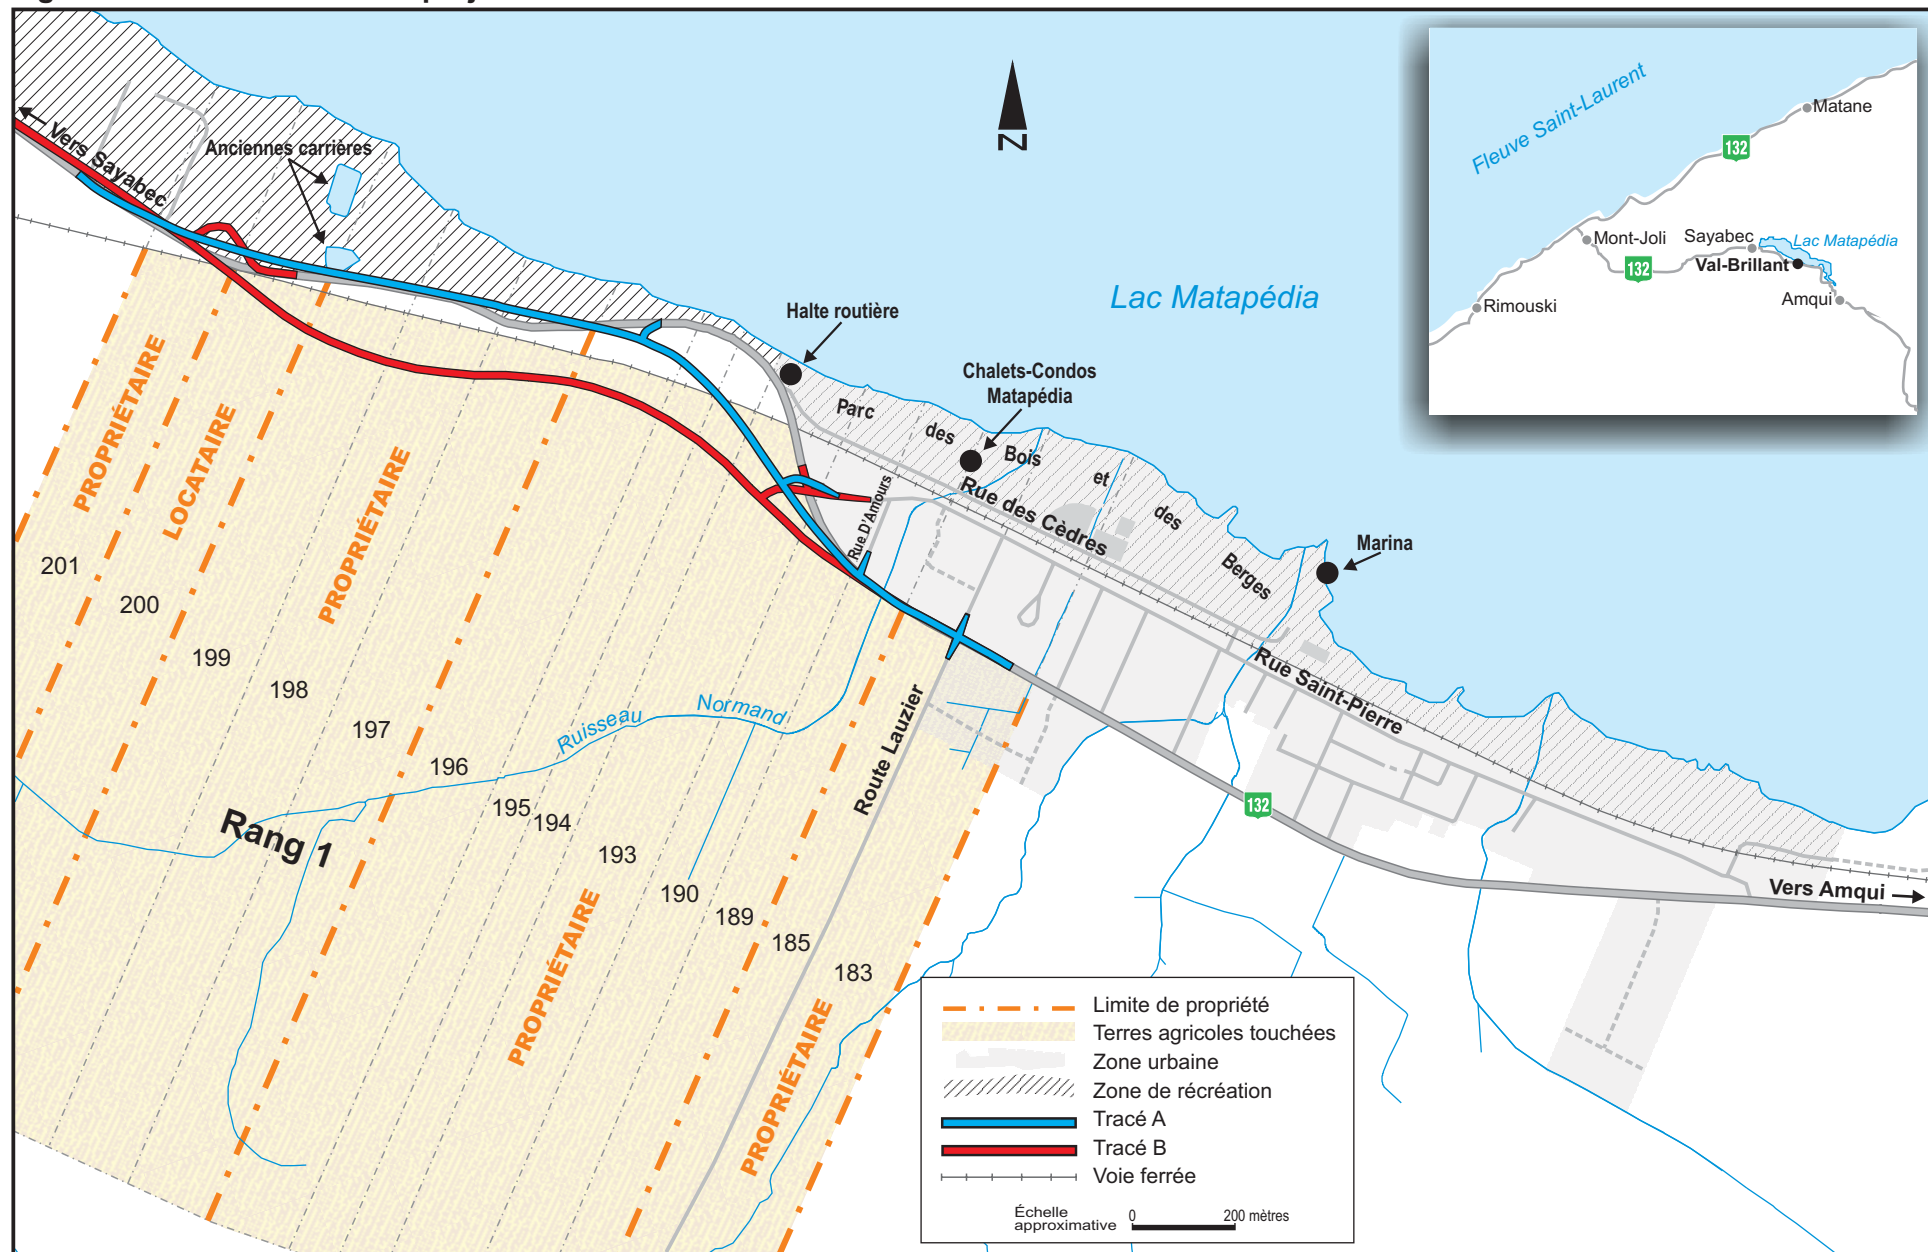 Vers Sayabec
Anciennes carrières
N
Fleuve Saint-Laurent
Matane
132
Mont-Joli
Sayabec
Lac Matapédia
132
Val-Brillant
Rimouski
Amqui
Lac Matapédia
Halte routière
Chalets-Condos
Matapédia
Parc
des
Bois
et
des
Berges
Marina
Rue des Cèdres
Rue D'Amours
Rue Saint-Pierre
PROPRIÉTAIRE
LOCATAIRE
PROPRIÉTAIRE
201
200
199
198
197
196
195
194
193
190
189
185
183
Ruisseau
Normand
Route Lauzier
Rang 1
132
Vers Amqui
PROPRIÉTAIRE
PROPRIÉTAIRE
Limite de propriété
Terres agricoles touchées
Zone urbaine
Zone de récréation
Tracé A
Tracé B
Voie ferrée
Échelle
approximative
0
200 mètres